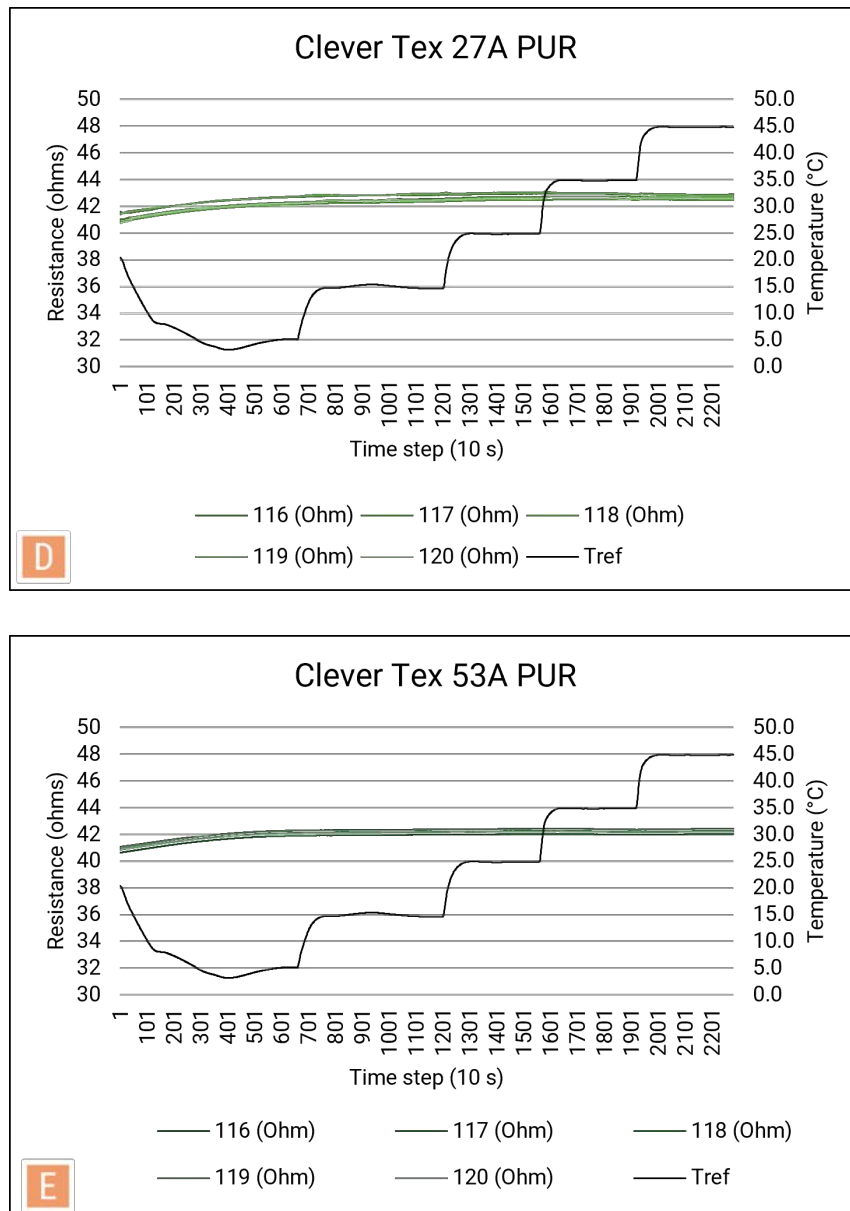 Clever Tex 27A PUR
Resistance (ohms)
50
48
46
44
42
40
38
36
34
32
30
50.0
45.0
40.0
35.0
30.0
25.0
20.0
15.0
10.0
5.0
0.0
Temperature (°C)
1 101 201 301 401 501 601 701 801 901 1001 1101 1201 1301 1401 1501 1601 1701 1801 1901 2001 2101 2201
Time step (10 s)
116 (Ohm) 117 (Ohm) 118 (Ohm)
119 (Ohm) 120 (Ohm) Tref
D
Clever Tex 53A PUR
Resistance (ohms)
50
48
46
44
42
40
38
36
34
32
30
50.0
45.0
40.0
35.0
30.0
25.0
20.0
15.0
10.0
5.0
0.0
Temperature (°C)
1 101 201 301 401 501 601 701 801 901 1001 1101 1201 1301 1401 1501 1601 1701 1801 1901 2001 2101 2201
Time step (10 s)
116 (Ohm) 117 (Ohm) 118 (Ohm)
119 (Ohm) 120 (Ohm) Tref
E